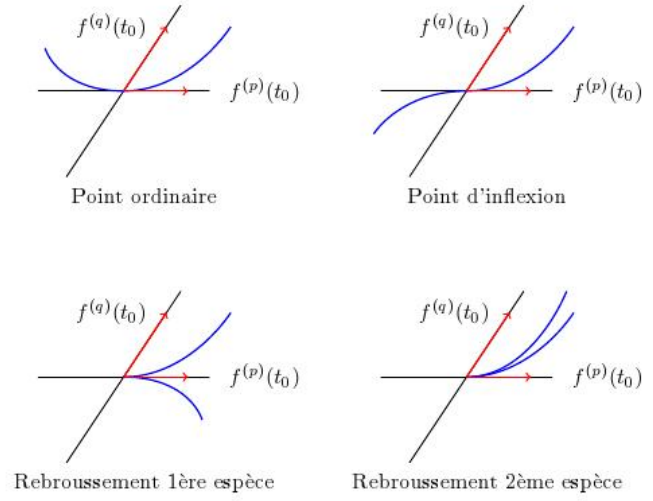 f^{(q)}(t_0)
f^{(p)}(t_0)
Point ordinaire
f^{(q)}(t_0)
f^{(p)}(t_0)
Point d'inflexion
f^{(q)}(t_0)
f^{(p)}(t_0)
Rebroussement 1ère espèce
f^{(q)}(t_0)
f^{(p)}(t_0)
Rebroussement 2ème espèce